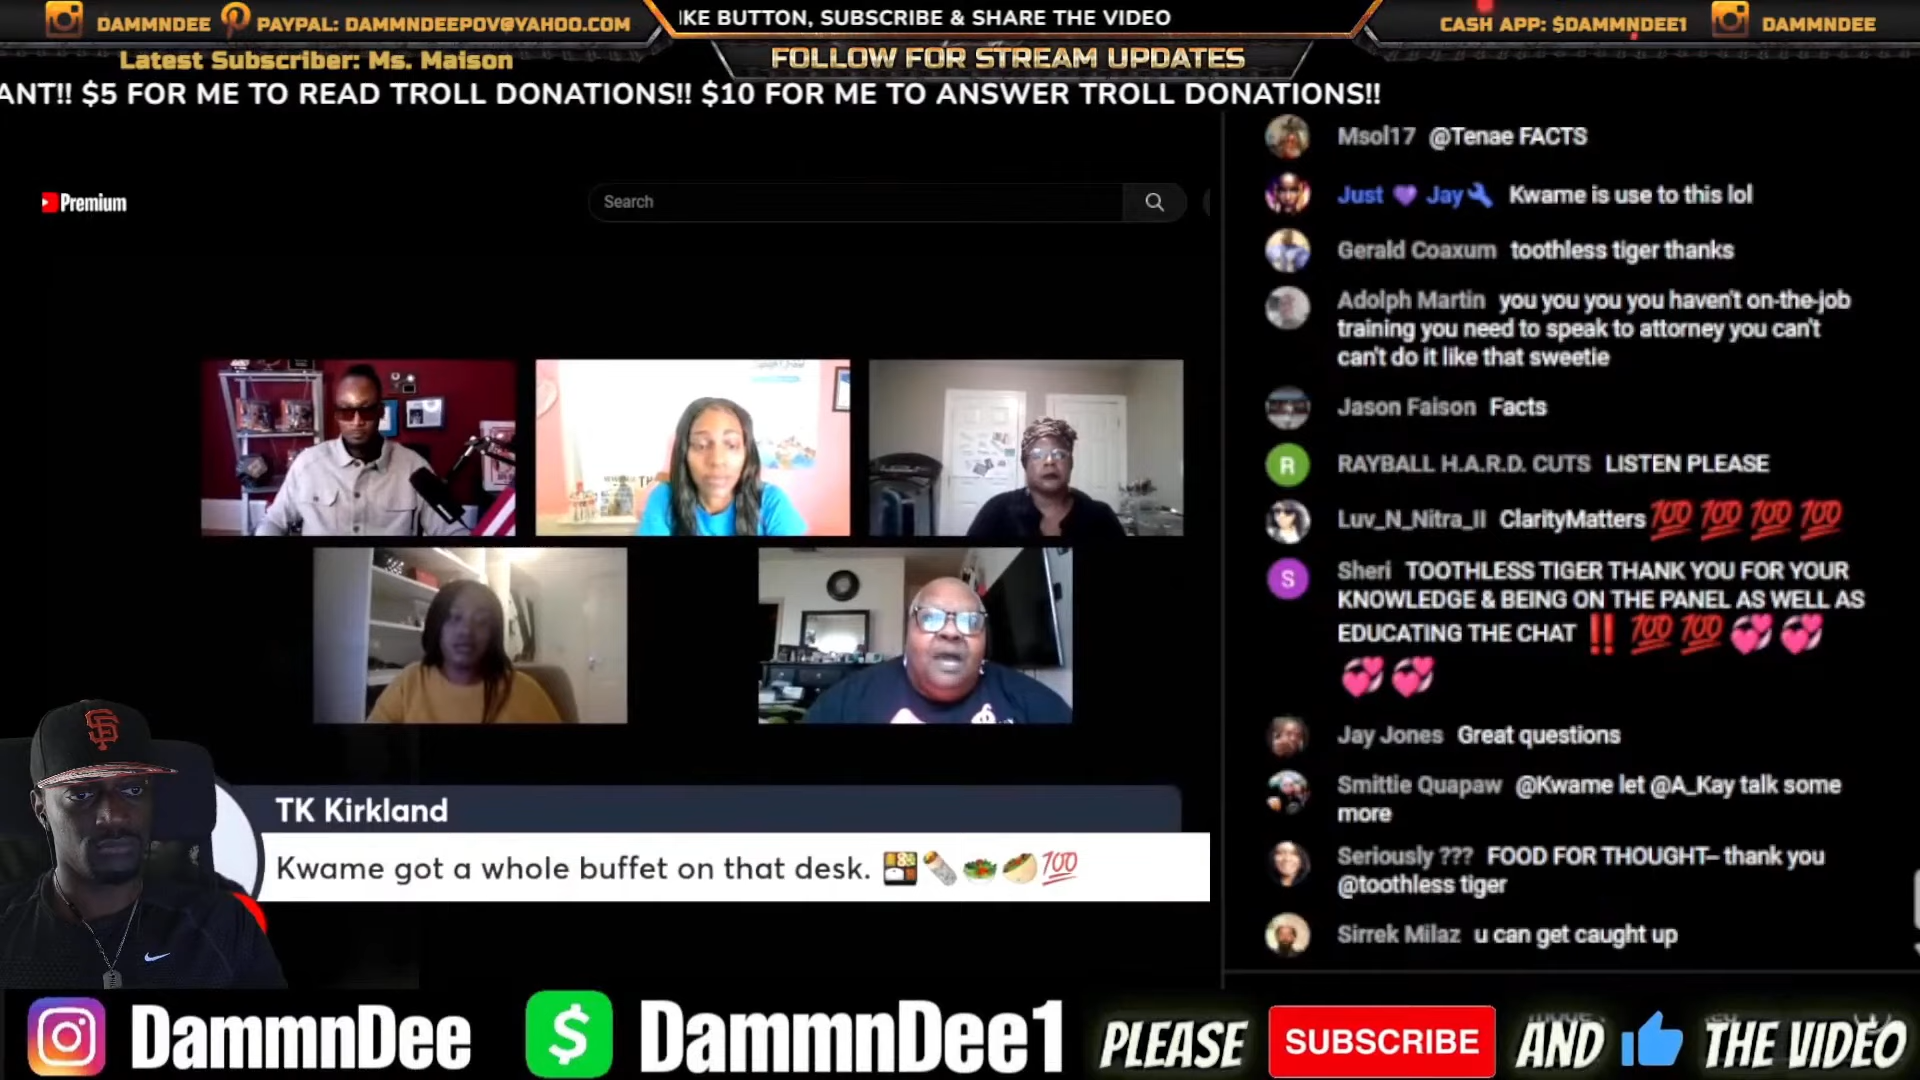 DAMMNDEE PAYPAL: DAMMNDEEPOV@YAHOO.COM
IKE BUTTON, SUBSCRIBE & SHARE THE VIDEO
CASH APP: $DAMMNDEE1 DAMMNDEE
Latest Subscriber: Ms. Maison
FOLLOW FOR STREAM UPDATES
ANT!! $5 FOR ME TO READ TROLL DONATIONS!! $10 FOR ME TO ANSWER TROLL DONATIONS!!
Premium
Search
Msol17 @Tenae FACTS
Just 💜 Jay🔧 Kwame is use to this lol
Gerald Coaxum toothless tiger thanks
Adolph Martin you you you you haven't on-the-job
training you need to speak to attorney you can't
can't do it like that sweetie
Jason Faison Facts
R RAYBALL H.A.R.D. CUTS LISTEN PLEASE
Luv_N_Nitra_II ClarityMatters💯 💯 💯 💯
S Sheri TOOTHLESS TIGER THANK YOU FOR YOUR
KNOWLEDGE & BEING ON THE PANEL AS WELL AS
EDUCATING THE CHAT ‼️ 💯 💯 💞 💞
💞 💞
Jay Jones Great questions
Smittie Quapaw @Kwame let @A_Kay talk some
more
Seriously ??? FOOD FOR THOUGHT– thank you
@toothless tiger
Sirrek Milaz u can get caught up
SF
TK Kirkland
Kwame got a whole buffet on that desk. 🍱🌯🥗🥙💯
DammnDee
$ DammnDee1
PLEASE SUBSCRIBE AND 👍 THE VIDEO